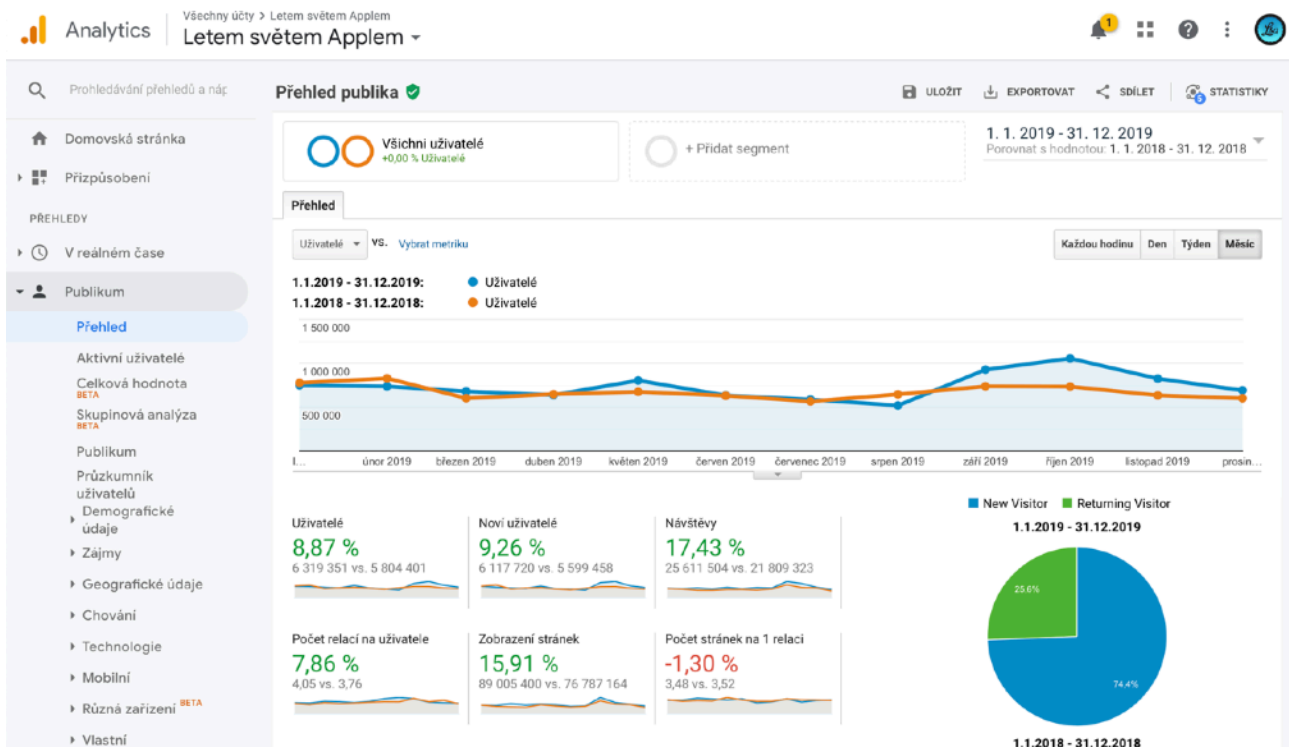 Analytics
Všechny účty > Letem světem Applem
Letem světem Applem
1
Prohledávání přehledů a náp
Domovská stránka
Přizpůsobení
PŘEHLEDY
V reálném čase
Publikum
Přehled
Aktivní uživatelé
Celková hodnota
BETA
Skupinová analýza
BETA
Publikum
Průzkumník
uživatelů
Demografické
údaje
Zájmy
Geografické údaje
Chování
Technologie
Mobilní
Různá zařízení BETA
Vlastní
Přehled publika
ULOŽIT
EXPORTOVAT
SDÍLET
STATISTIKY
Všichni uživatelé
+0,00 % Uživatelé
+ Přidat segment
1. 1. 2019 - 31. 12. 2019
Porovnat s hodnotou: 1. 1. 2018 - 31. 12. 2018
Přehled
Uživatelé
VS.
Vybrat metriku
Každou hodinu
Den
Týden
Měsíc
1.1.2019 - 31.12.2019:
Uživatelé
1.1.2018 - 31.12.2018:
Uživatelé
1 500 000
1 000 000
500 000
l...
únor 2019
březen 2019
duben 2019
květen 2019
červen 2019
červenec 2019
srpen 2019
září 2019
říjen 2019
listopad 2019
prosin...
Uživatelé
8,87 %
6 319 351 vs. 5 804 401
Noví uživatelé
9,26 %
6 117 720 vs. 5 599 458
Návštěvy
17,43 %
25 611 504 vs. 21 809 323
Počet relací na uživatele
7,86 %
4,05 vs. 3,76
Zobrazení stránek
15,91 %
89 005 400 vs. 76 787 164
Počet stránek na 1 relaci
-1,30 %
3,48 vs. 3,52
New Visitor
Returning Visitor
1.1.2019 - 31.12.2019
25.6%
74.4%
1.1.2018 - 31.12.2018